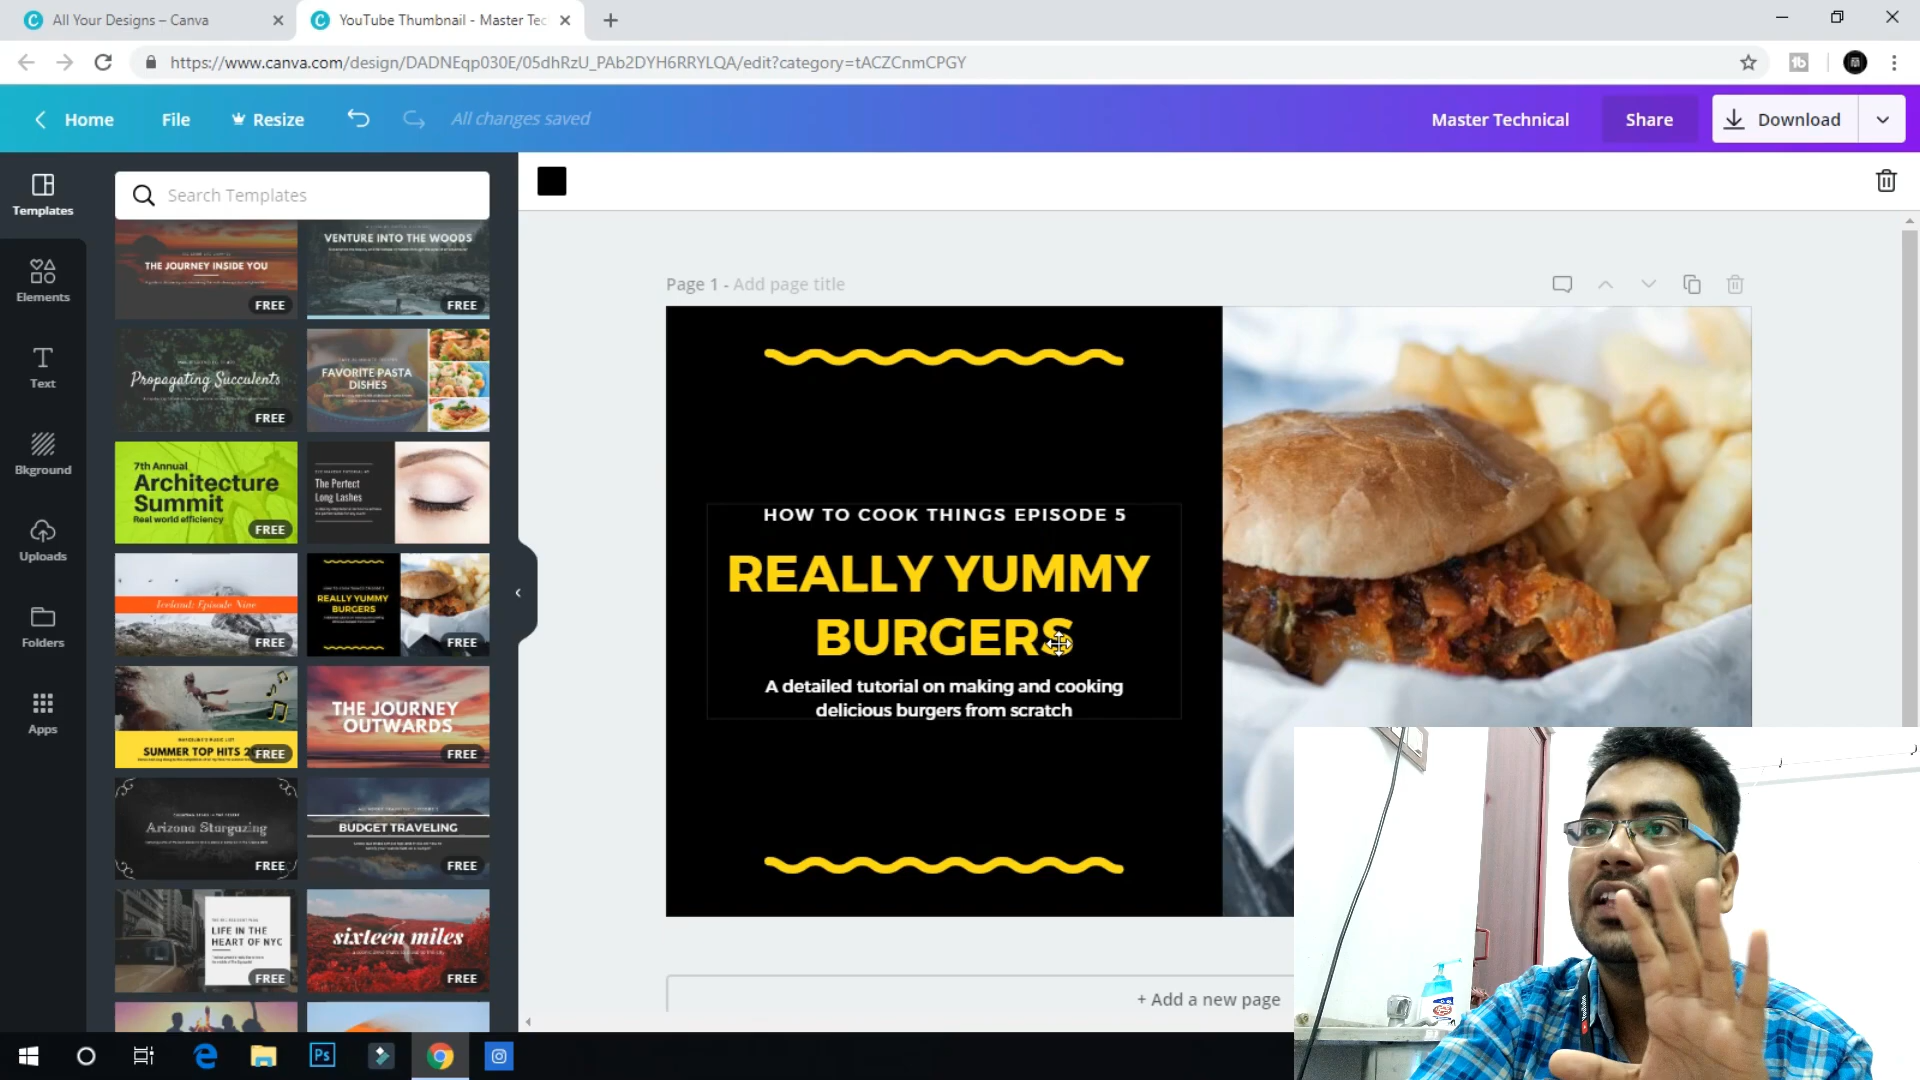 All Your Designs – Canva
YouTube Thumbnail - Master Tec
https://www.canva.com/design/DADNEqp030E/05dhRzU_PAb2DYH6RRYLQA/edit?category=tACZCnmCPGY
Home
File
Resize
All changes saved
Master Technical
Share
Download
Templates
Elements
Text
Bkground
Uploads
Folders
Apps
Search Templates
THE JOURNEY INSIDE YOU
FREE
VENTURE INTO THE WOODS
FREE
Propagating Succulents
FREE
FAVORITE PASTA
DISHES
7th Annual
Architecture
Summit
Real world efficiency
FREE
The Perfect
Long Lashes
Iceland: Episode Nine
FREE
REALLY YUMMY
BURGERS
FREE
SUMMER TOP HITS 2
FREE
THE JOURNEY
OUTWARDS
FREE
Arizona Stargazing
FREE
BUDGET TRAVELING
FREE
LIFE IN THE
HEART OF NYC
FREE
sixteen miles
FREE
Page 1 - Add page title
HOW TO COOK THINGS EPISODE 5
REALLY YUMMY
BURGERS
A detailed tutorial on making and cooking
delicious burgers from scratch
+ Add a new page
Ps